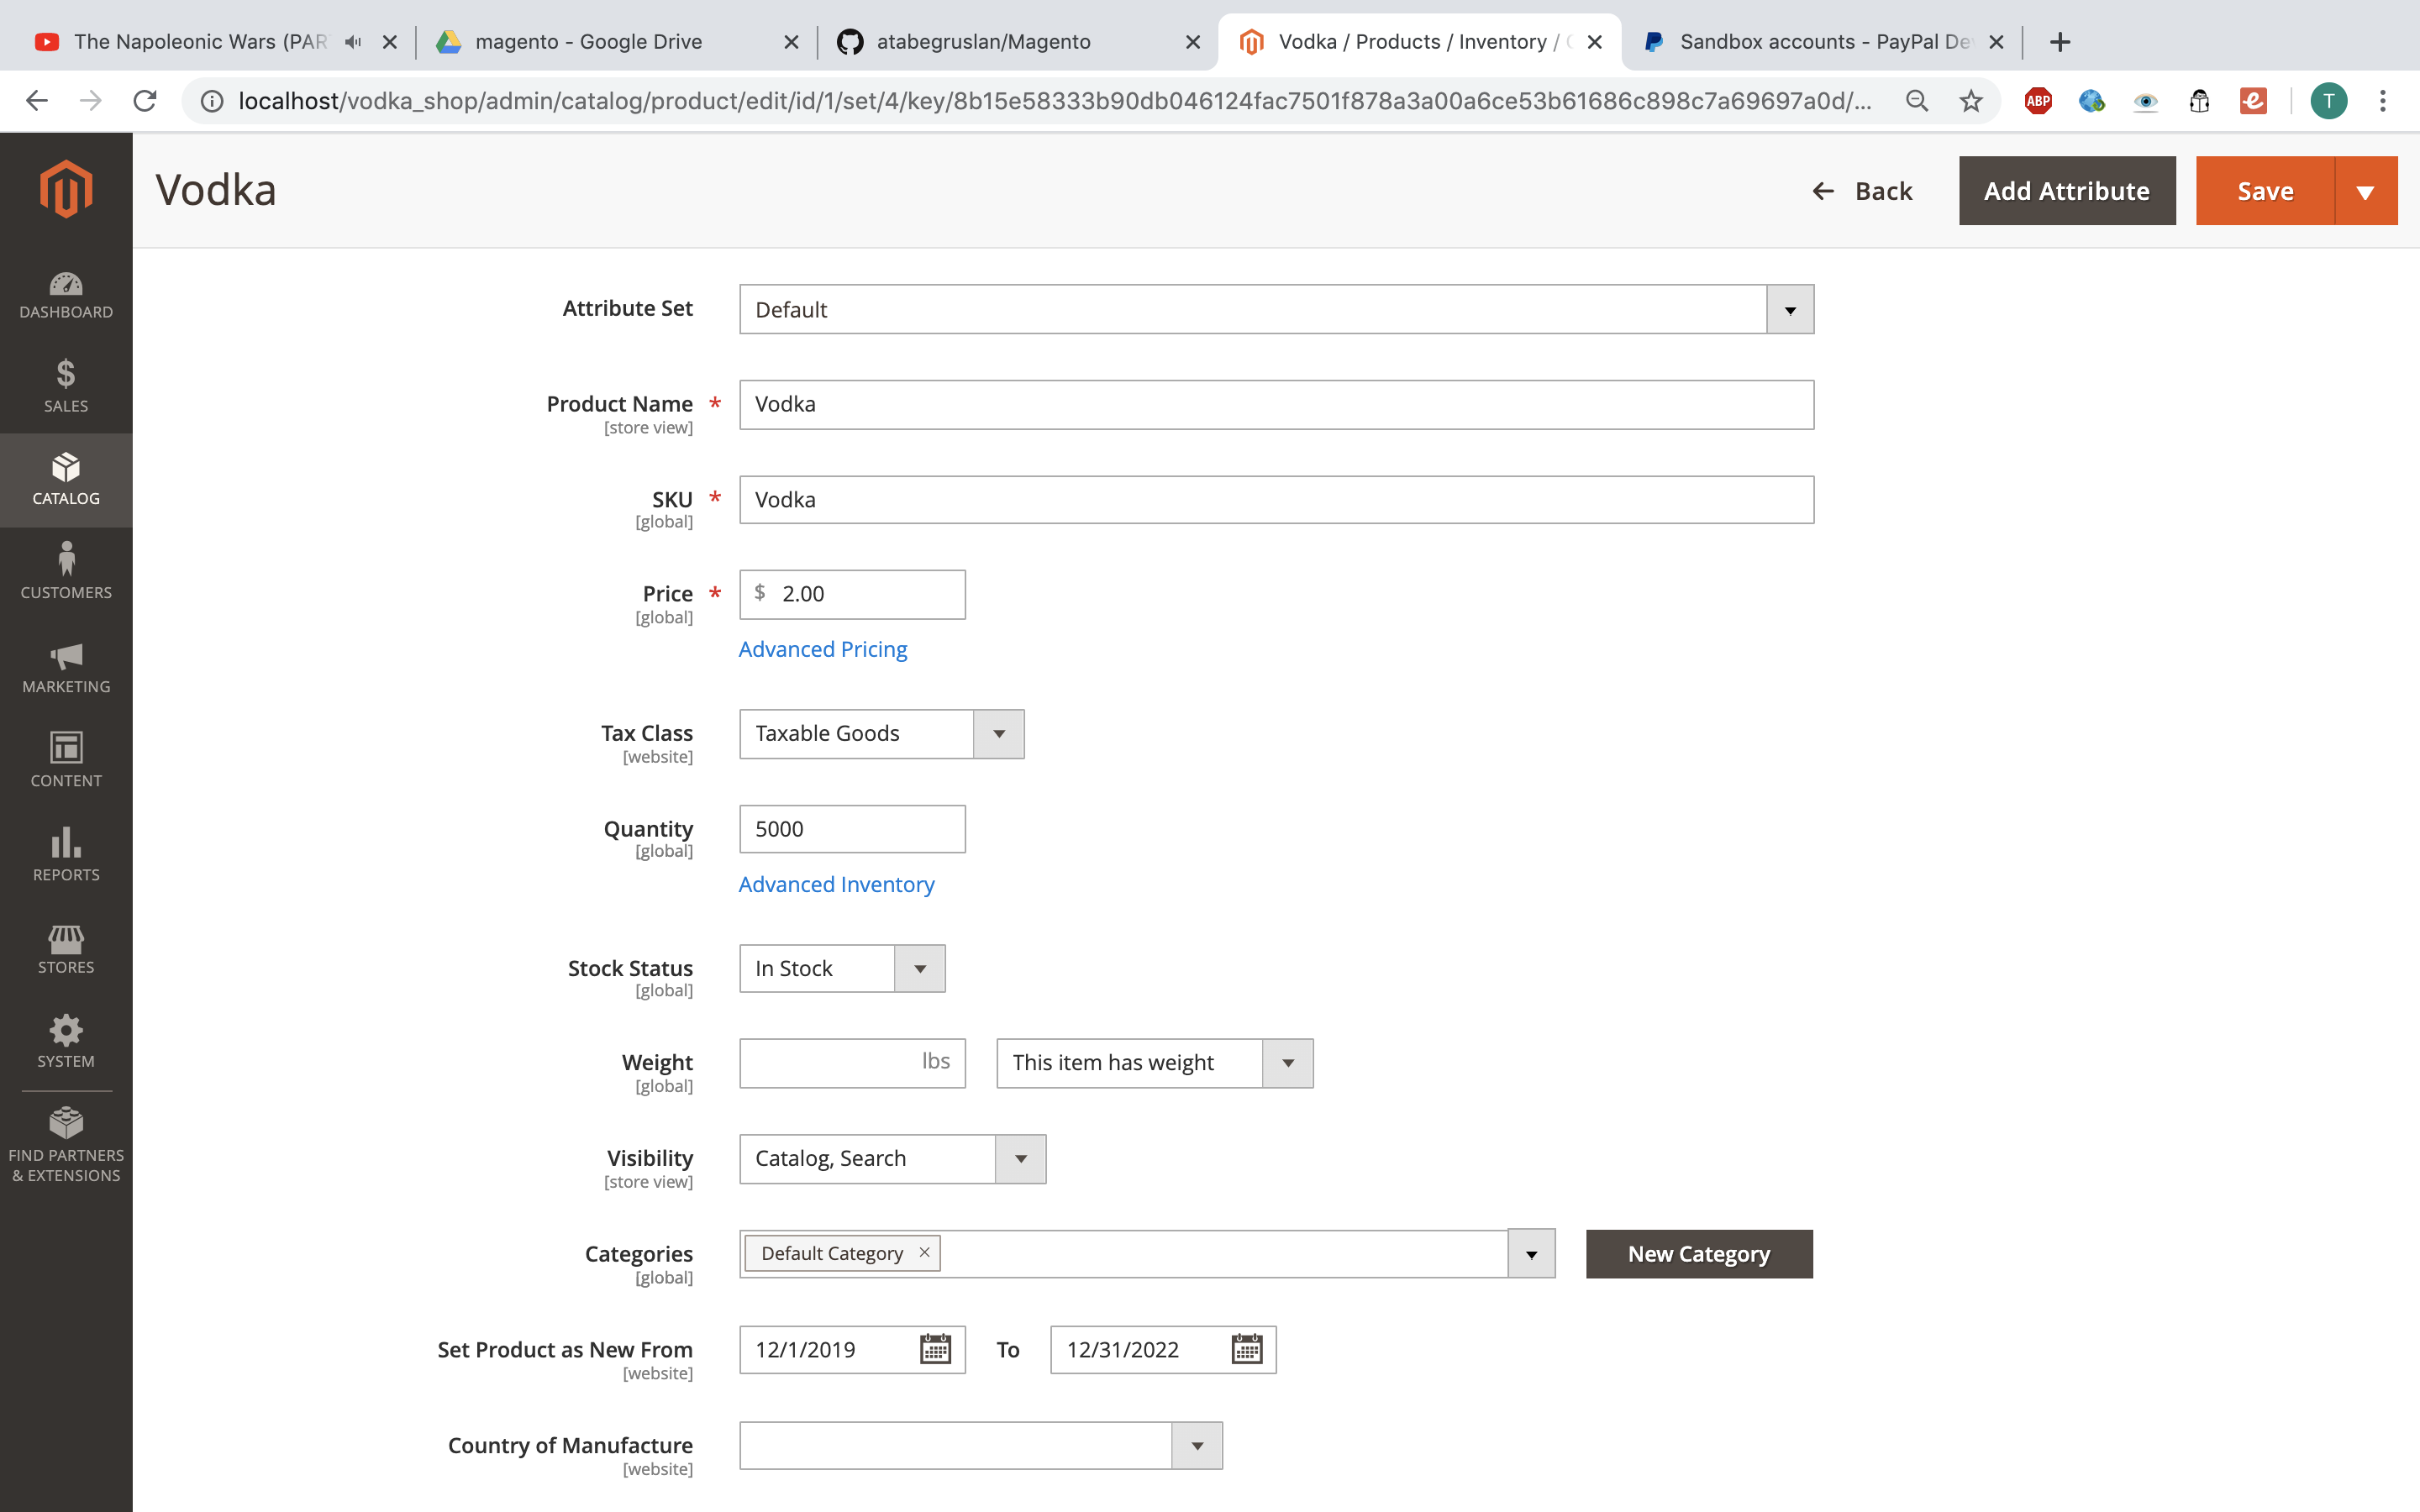 The Napoleonic Wars (PAR
magento - Google Drive
atabegruslan/Magento
Vodka / Products / Inventory /
Sandbox accounts - PayPal De
localhost/vodka_shop/admin/catalog/product/edit/id/1/set/4/key/8b15e58333b90db046124fac7501f878a3a00a6ce53b61686c898c7a69697a0d/...
ABP
T
Vodka
Back
Add Attribute
Save
DASHBOARD
SALES
CATALOG
CUSTOMERS
MARKETING
CONTENT
REPORTS
STORES
SYSTEM
FIND PARTNERS
& EXTENSIONS
Attribute Set
Default
Product Name *
[store view]
Vodka
SKU *
[global]
Vodka
Price *
[global]
$ 2.00
Advanced Pricing
Tax Class
[website]
Taxable Goods
Quantity
[global]
5000
Advanced Inventory
Stock Status
[global]
In Stock
Weight
[global]
lbs
This item has weight
Visibility
[store view]
Catalog, Search
Categories
[global]
Default Category
New Category
Set Product as New From
[website]
12/1/2019
To
12/31/2022
Country of Manufacture
[website]